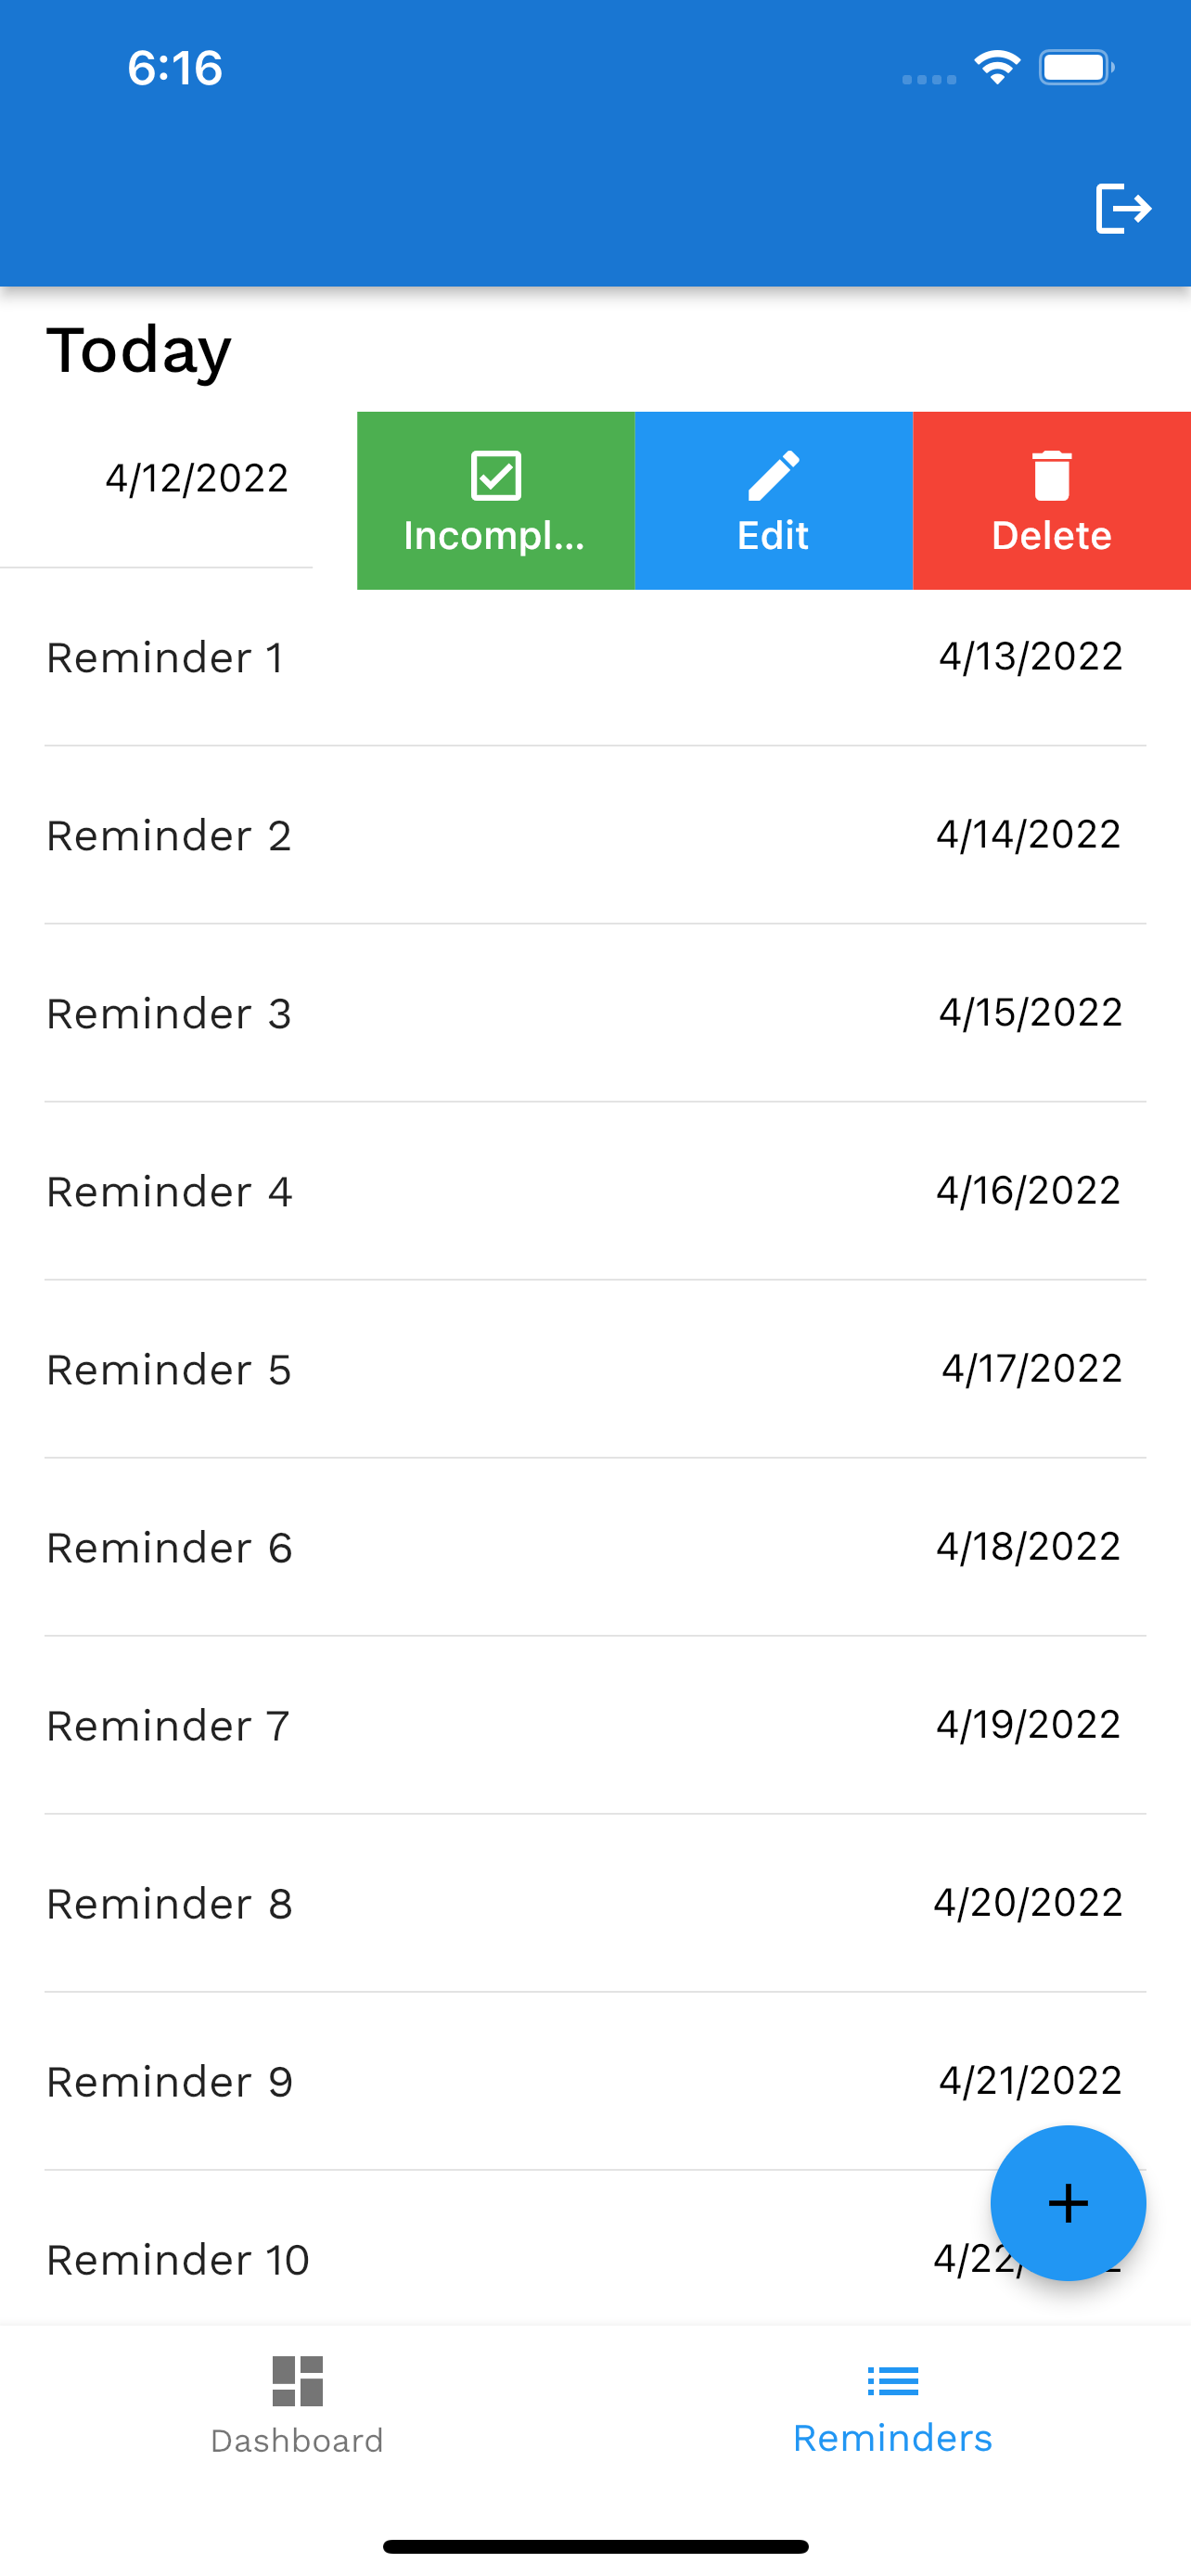 6:16
Today
4/12/2022 Incompl... Edit Delete
Reminder 1 4/13/2022
Reminder 2 4/14/2022
Reminder 3 4/15/2022
Reminder 4 4/16/2022
Reminder 5 4/17/2022
Reminder 6 4/18/2022
Reminder 7 4/19/2022
Reminder 8 4/20/2022
Reminder 9 4/21/2022
Reminder 10
Dashboard Reminders